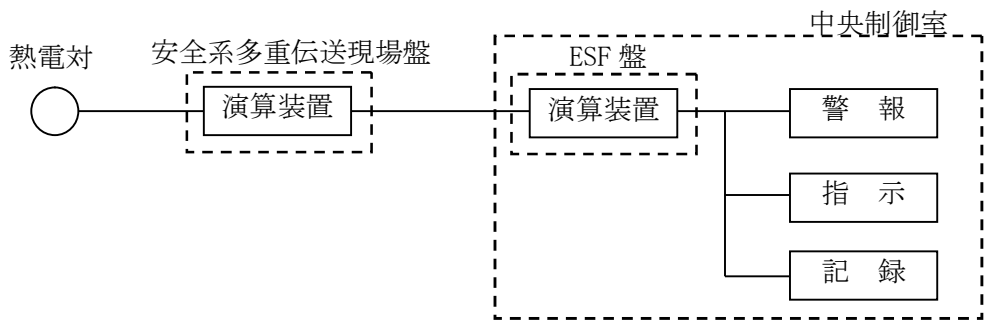 中央制御室
熱電対
安全系多重伝送現場盤
ESF 盤
演算装置
演算装置
警 報
指 示
記 録